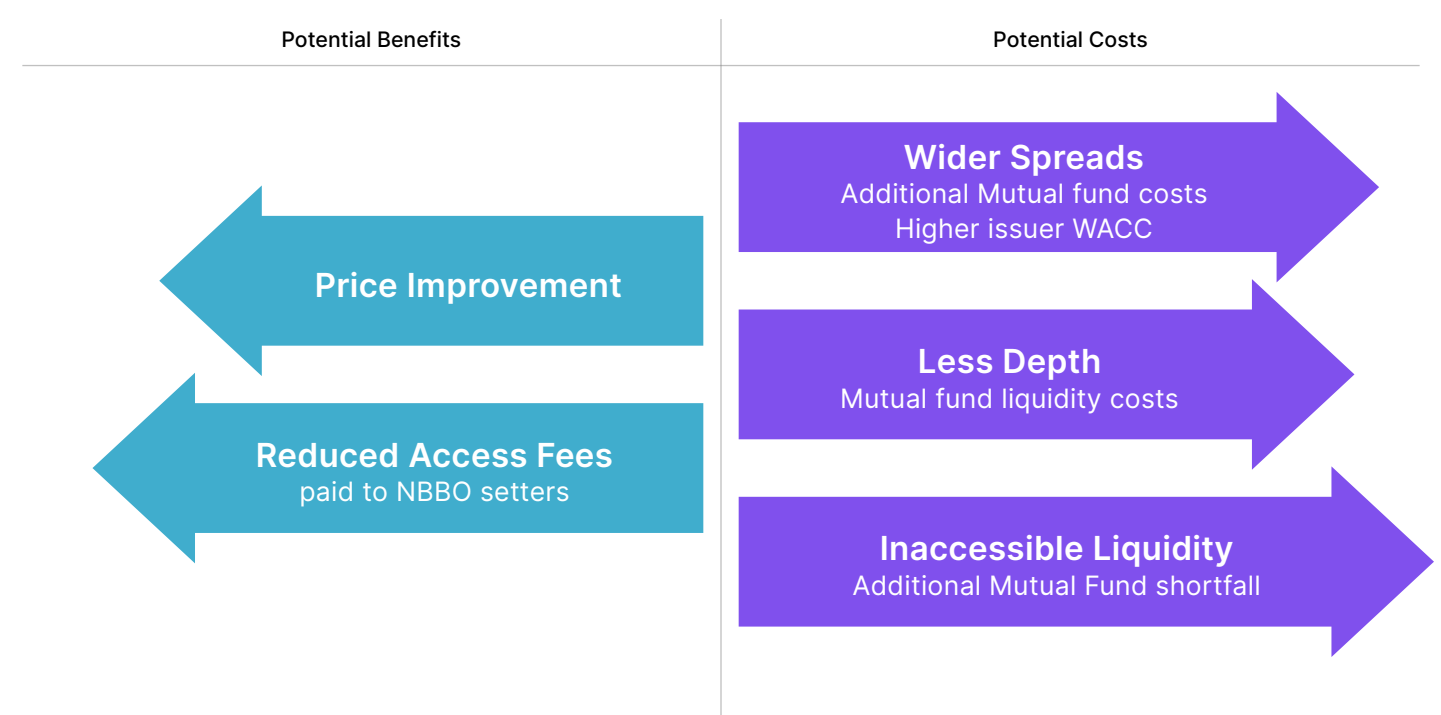 Potential Benefits
Potential Costs
Price Improvement
Reduced Access Fees
paid to NBBO setters
Wider Spreads
Additional Mutual fund costs
Higher issuer WACC
Less Depth
Mutual fund liquidity costs
Inaccessible Liquidity
Additional Mutual Fund shortfall